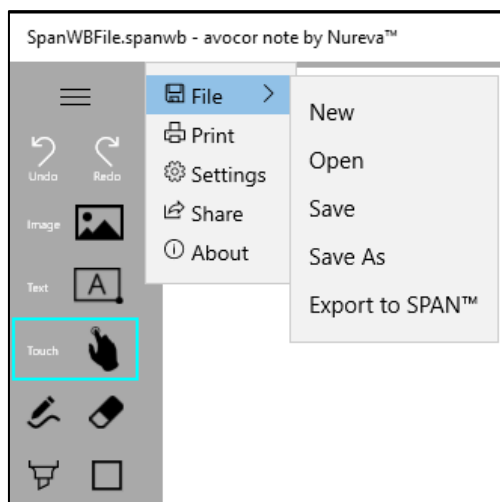 SpanWBFile.spanwb - avocor note by Nureva™
File
Print
Settings
Share
About
New
Open
Save
Save As
Export to SPAN™
Undo Redo
Image
Text A
Touch